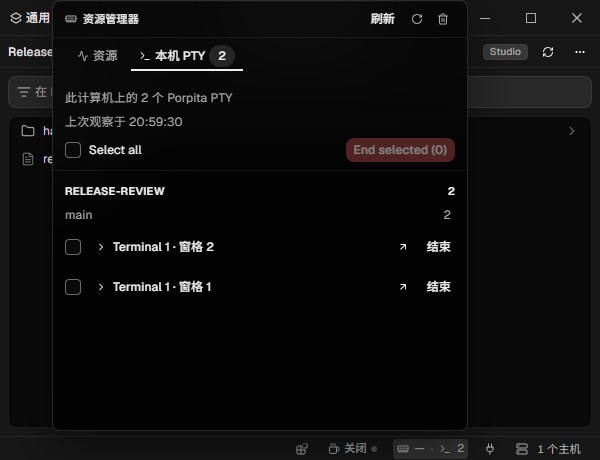 通用
资源管理器
刷新
Release
Studio
资源
本机 PTY 2
在
此计算机上的 2 个 Porpita PTY
上次观察于 20:59:30
Select all
End selected (0)
RELEASE-REVIEW 2
main 2
Terminal 1 · 窗格 2 结束
Terminal 1 · 窗格 1 结束
关闭
2
1 个主机